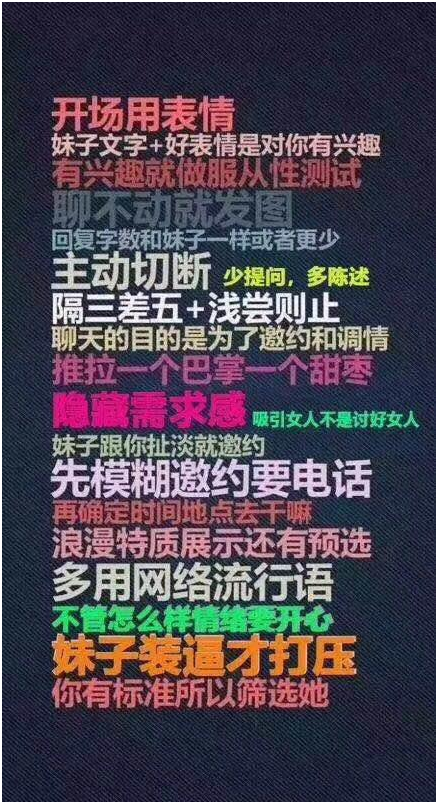 开场用表情
妹子文字+好表情是对你有兴趣
有兴趣就做服从性测试
聊不动就发图
回复字数和妹子一样或者更少
主动切断 少提问，多陈述
隔三差五+浅尝则止
聊天的目的是为了邀约和调情
推拉一个巴掌一个甜枣
隐藏需求感 吸引女人不是讨好女人
妹子跟你扯淡就邀约
先模糊邀约要电话
再确定时间地点去干嘛
浪漫特质展示还有预选
多用网络流行语
不管怎么样情绪要开心
妹子装逼才打压
你有标准所以筛选她